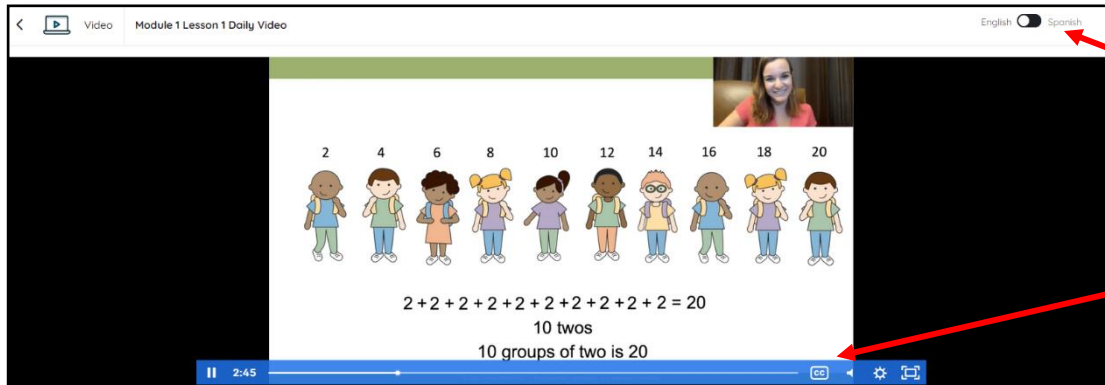 Video Module 1 Lesson 1 Daily Video English Spanish
2 4 6 8 10 12 14 16 18 20
2 + 2 + 2 + 2 + 2 + 2 + 2 + 2 + 2 + 2 = 20
10 twos
10 groups of two is 20
2:45 CC